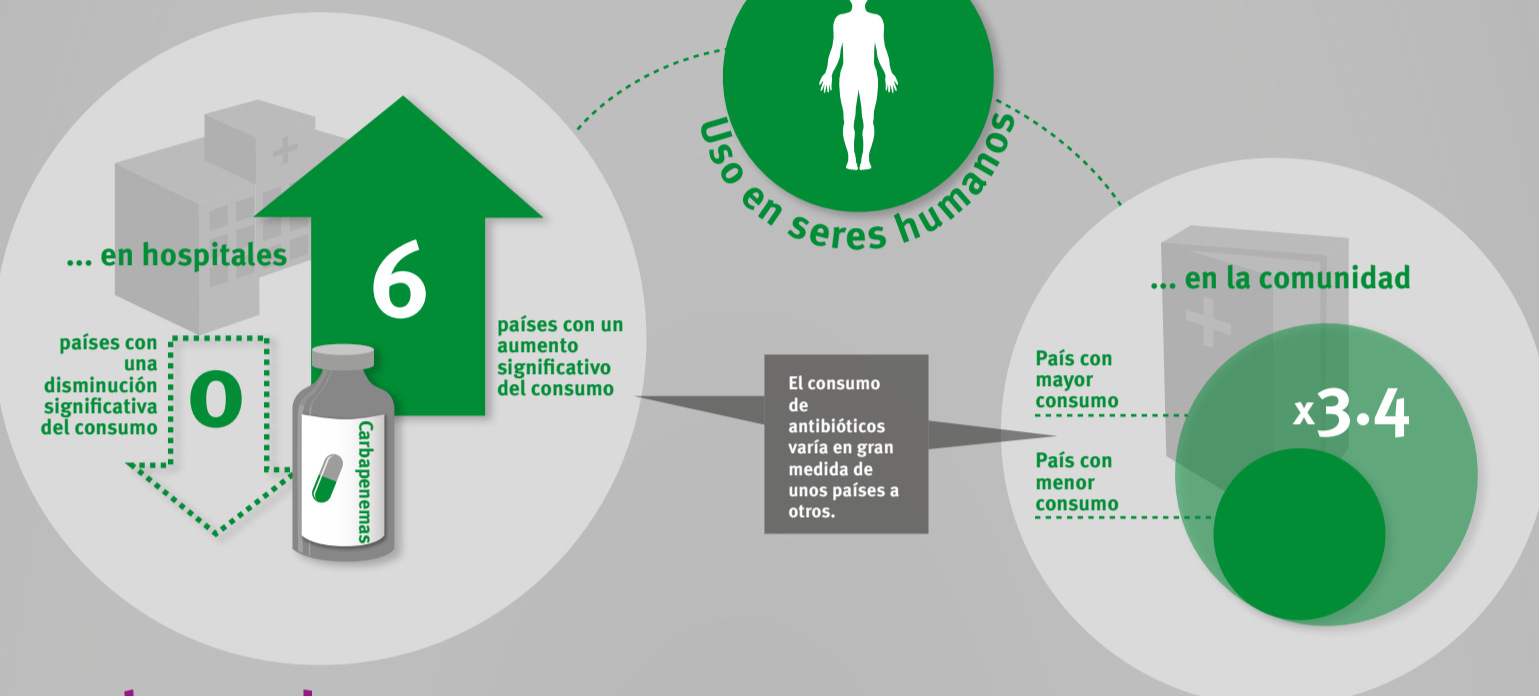 Uso en seres humanos
... en hospitales
6
países con un
aumento
significativo
del consumo
países con
una
disminución
significativa
del consumo
0
Carbapenemas
El consumo
de
antibióticos
varía en gran
medida de
unos países a
otros.
... en la comunidad
País con
mayor
consumo
x3.4
País con
menor
consumo